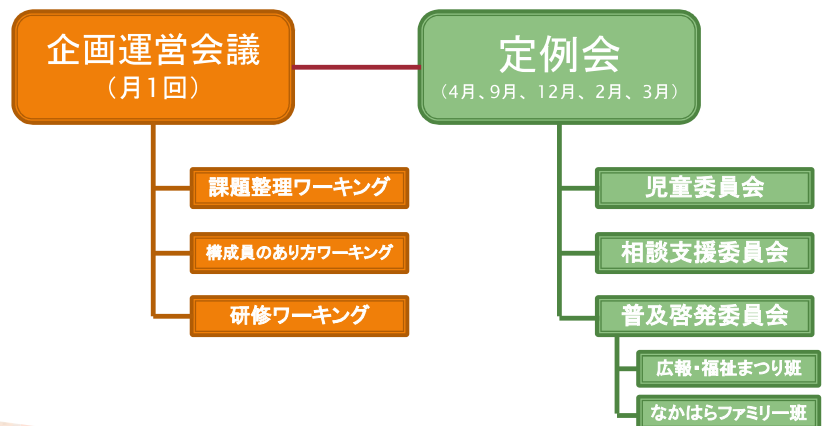 企画運営会議
（月1回）
定例会
（4月、9月、12月、2月、3月）
課題整理ワーキング
構成員のあり方ワーキング
研修ワーキング
児童委員会
相談支援委員会
普及啓発委員会
広報・福祉まつり班
なかはらファミリー班